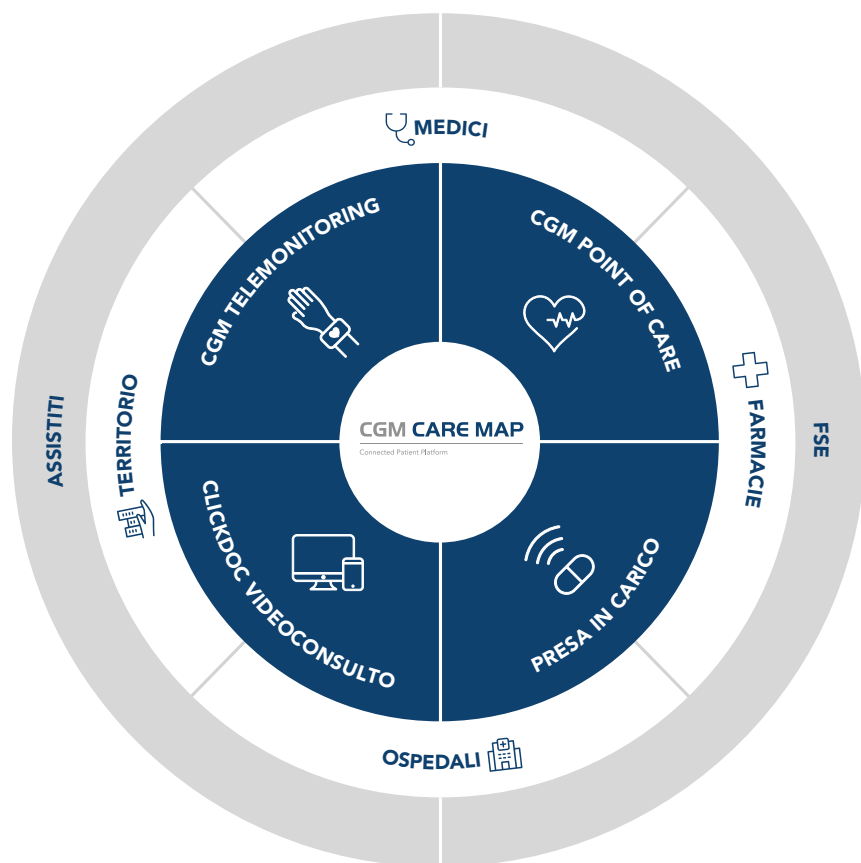 MEDICI
CGM TELEMONITORING
CGM POINT OF CARE
ASSISTITI
TERRITORIO
CGM CARE MAP
Connected Patient Platform
FARMACIE
FSE
CLICKDOC VIDEOCONSULTO
PRESA IN CARICO
OSPEDALI